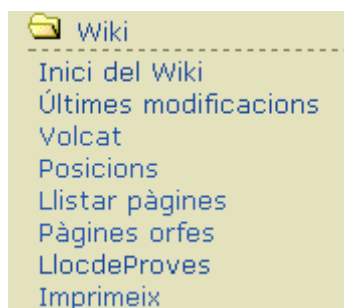 Wiki
Inici del Wiki
Últimes modificacions
Volcat
Posicions
Llistar pàgines
Pàgines orfes
LlocdeProves
Imprimeix